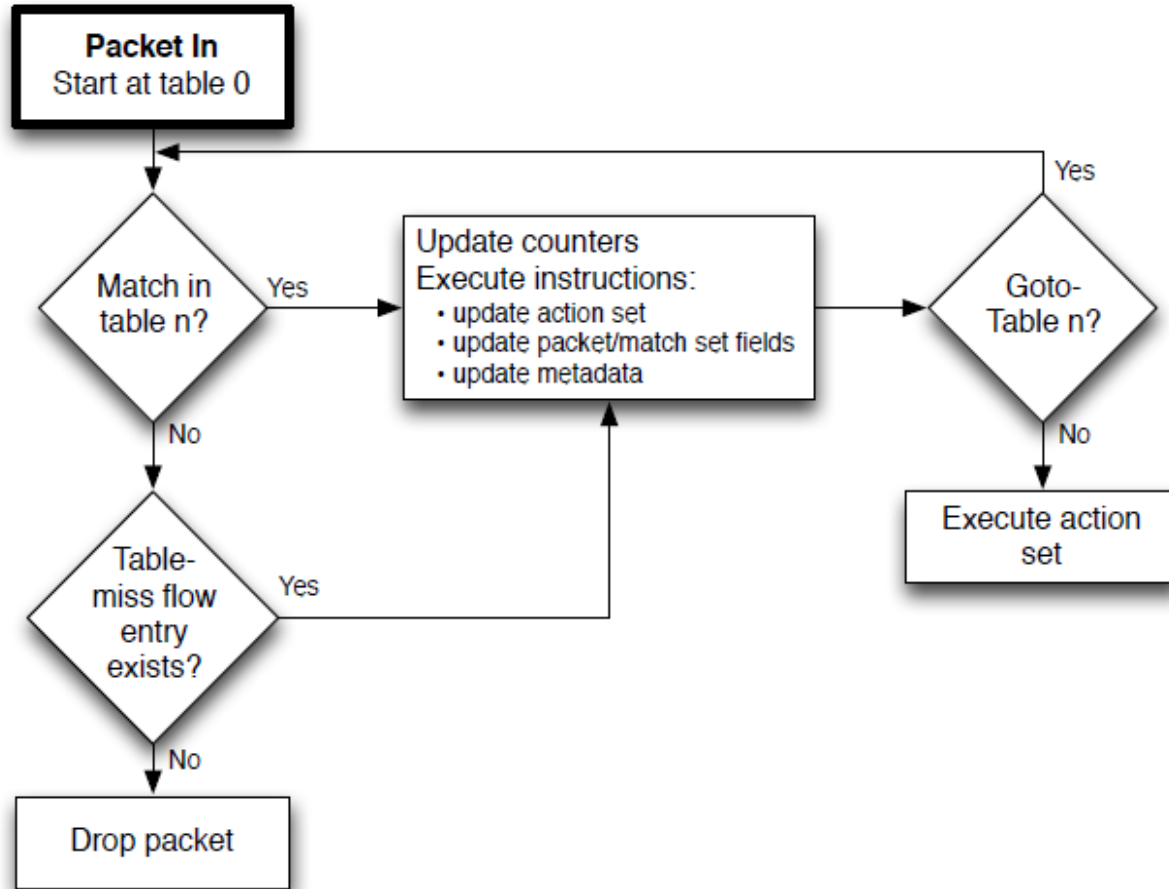 Packet In
Start at table 0
Yes
Match in
table n?
Yes
Update counters
Execute instructions:
• update action set
• update packet/match set fields
• update metadata
Goto-
Table n?
No
No
Table-
miss flow
entry
exists?
Yes
Execute action
set
No
Drop packet